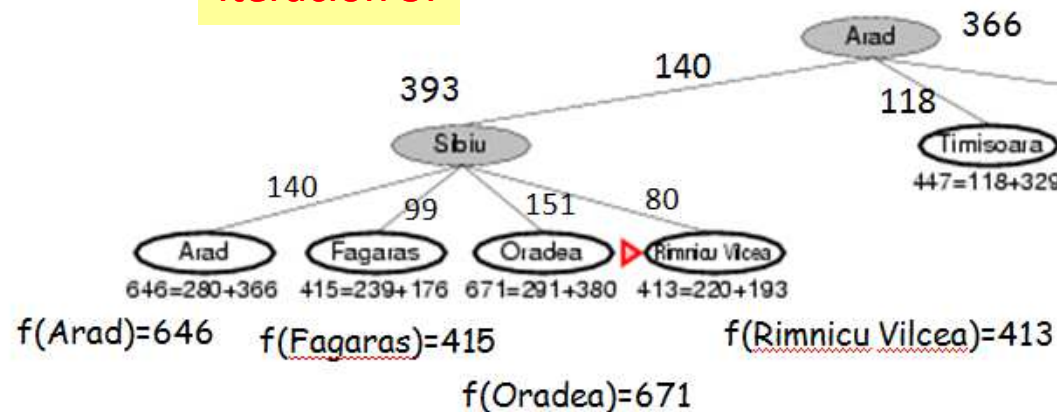 Iteración 3:
Arad 366
140
393
118
Sibiu
Timisoara
447=118+329
140 99 151 80
Arad Fagaras Oradea Rimnicu Vilcea
646=280+366 415=239+176 671=291+380 413=220+193
f(Arad)=646 f(Fagaras)=415 f(Rimnicu Vilcea)=413
f(Oradea)=671